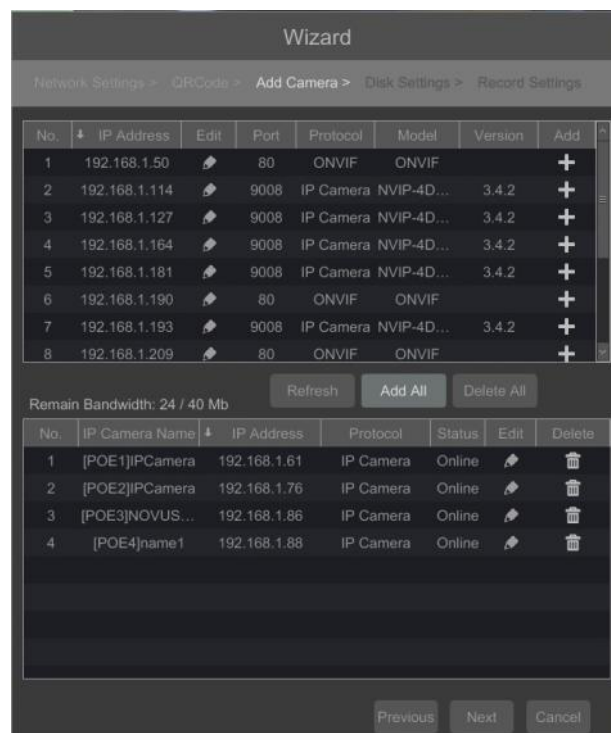 Wizard
Network Settings > QRCode > Add Camera > Disk Settings > Record Settings
No. IP Address Edit Port Protocol Model Version Add
1 192.168.1.50 80 ONVIF ONVIF
2 192.168.1.114 9008 IP Camera NVIP-4D... 3.4.2
3 192.168.1.127 9008 IP Camera NVIP-4D... 3.4.2
4 192.168.1.164 9008 IP Camera NVIP-4D... 3.4.2
5 192.168.1.181 9008 IP Camera NVIP-4D... 3.4.2
6 192.168.1.190 80 ONVIF ONVIF
7 192.168.1.193 9008 IP Camera NVIP-4D... 3.4.2
8 192.168.1.209 80 ONVIF ONVIF
Remain Bandwidth: 24 / 40 Mb Refresh Add All Delete All
No. IP Camera Name IP Address Protocol Status Edit Delete
1 [POE1]IPCamera 192.168.1.61 IP Camera Online
2 [POE2]IPCamera 192.168.1.76 IP Camera Online
3 [POE3]NOVUS... 192.168.1.86 IP Camera Online
4 [POE4]name1 192.168.1.88 IP Camera Online
Previous Next Cancel